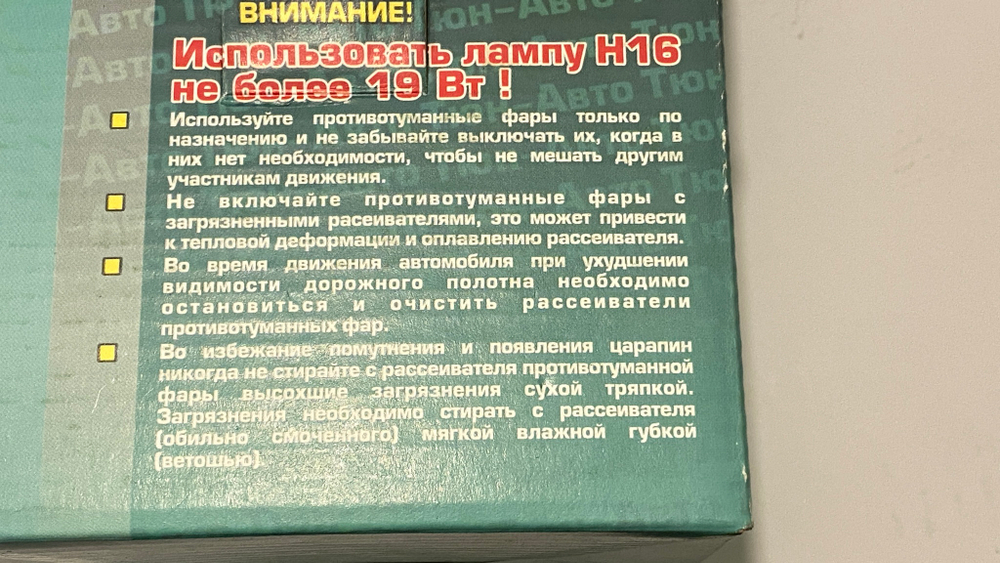 ВНИМАНИЕ!
Использовать лампу Н16
не более 19 Вт !
Используйте противотуманные фары только по
назначению и не забывайте выключать их, когда в
них нет необходимости, чтобы не мешать другим
участникам движения.
Не включайте противотуманные фары с
загрязненными расеивателями, это может привести
к тепловой деформации и оплавлению рассеивателя.
Во время движения автомобиля при ухудшении
видимости дорожного полотна необходимо
остановиться и очистить рассеиватели
противотуманных фар.
Во избежание помутнения и появления царапин
никогда не стирайте с рассеивателя противотуманной
фары высохшие загрязнения сухой тряпкой.
Загрязнения необходимо стирать с рассеивателя
(обильно смоченного) мягкой влажной губкой
(ветошью).